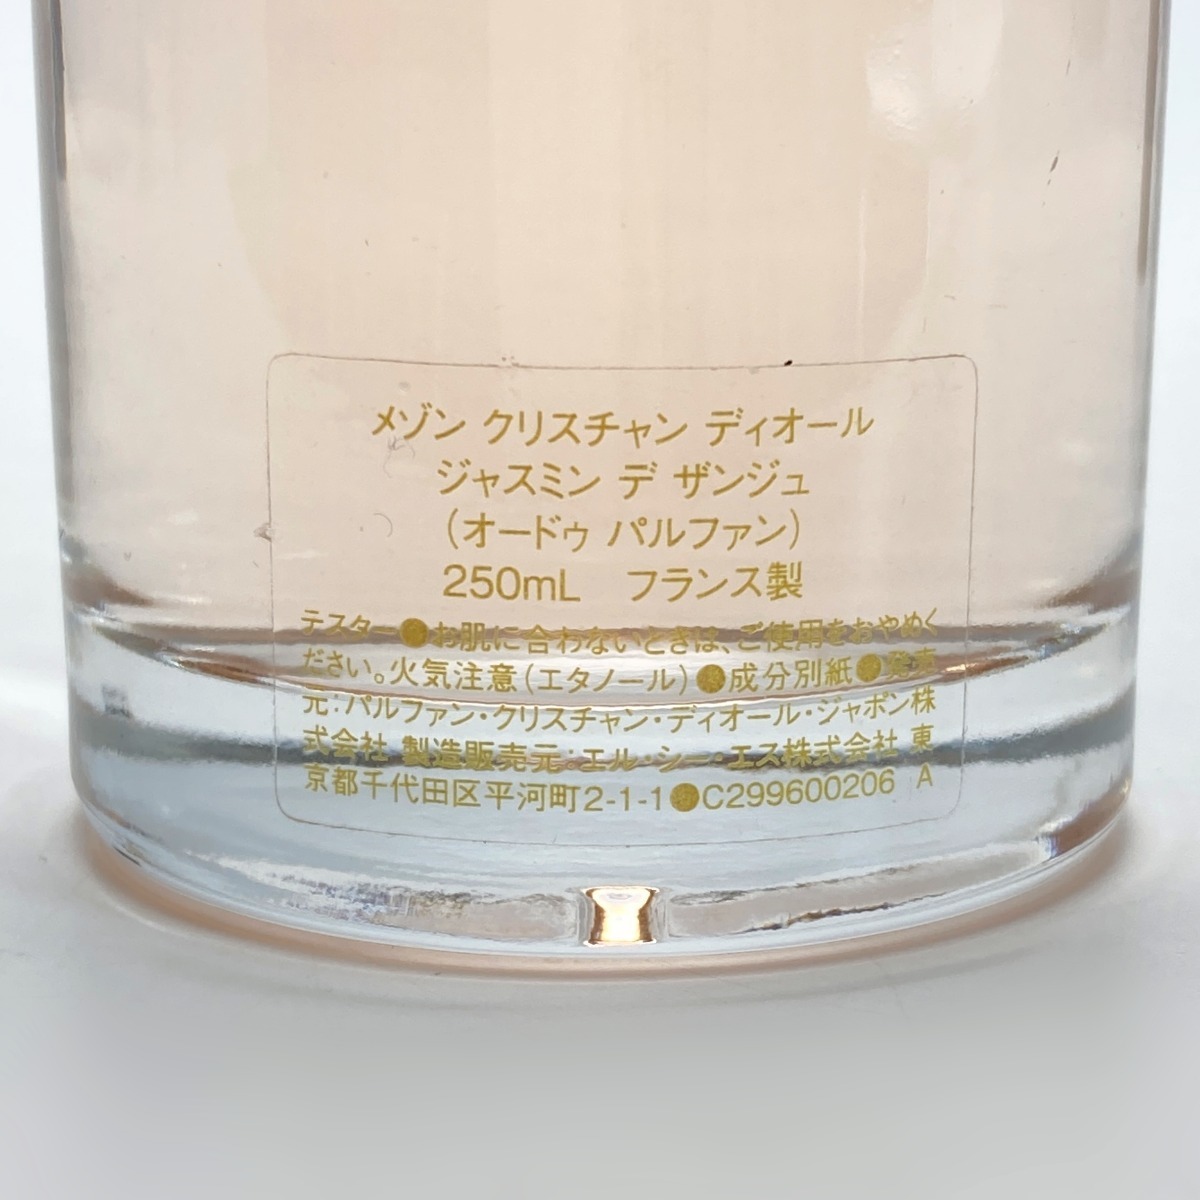 メゾン クリスチャン ディオール
ジャスミン デ ザンジュ
(オードゥ パルファン)
250mL フランス製
テスター●お肌に合わないときは、ご使用をおやめく
ださい。火気注意(エタノール)●成分別紙●発売
元:パルファン・クリスチャン・ディオール・ジャポン株
式会社 製造販売元:エル・シー・エス株式会社 東
京都千代田区平河町2-1-1●C299600206 A